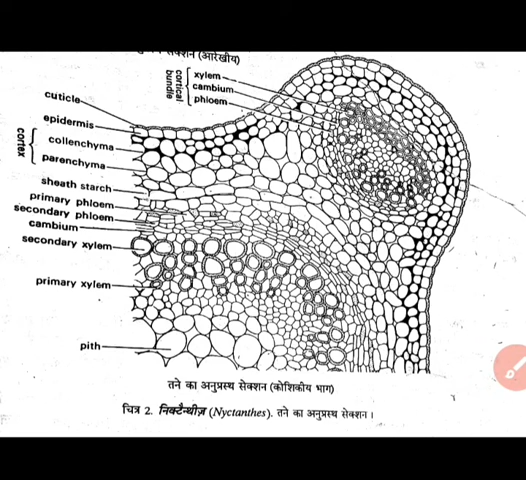 सेक्शन (आरेखीय)
xylem
cambium
phloem
cortical bundle
cuticle
epidermis
collenchyma
parenchyma
cortex
sheath starch
primary phloem
secondary phloem
cambium
secondary xylem
primary xylem
pith
तने का अनुप्रस्थ सेक्शन (कोशिकीय भाग)
चित्र 2. निक्टैन्थीज़ (Nyctanthes). तने का अनुप्रस्थ सेक्शन।